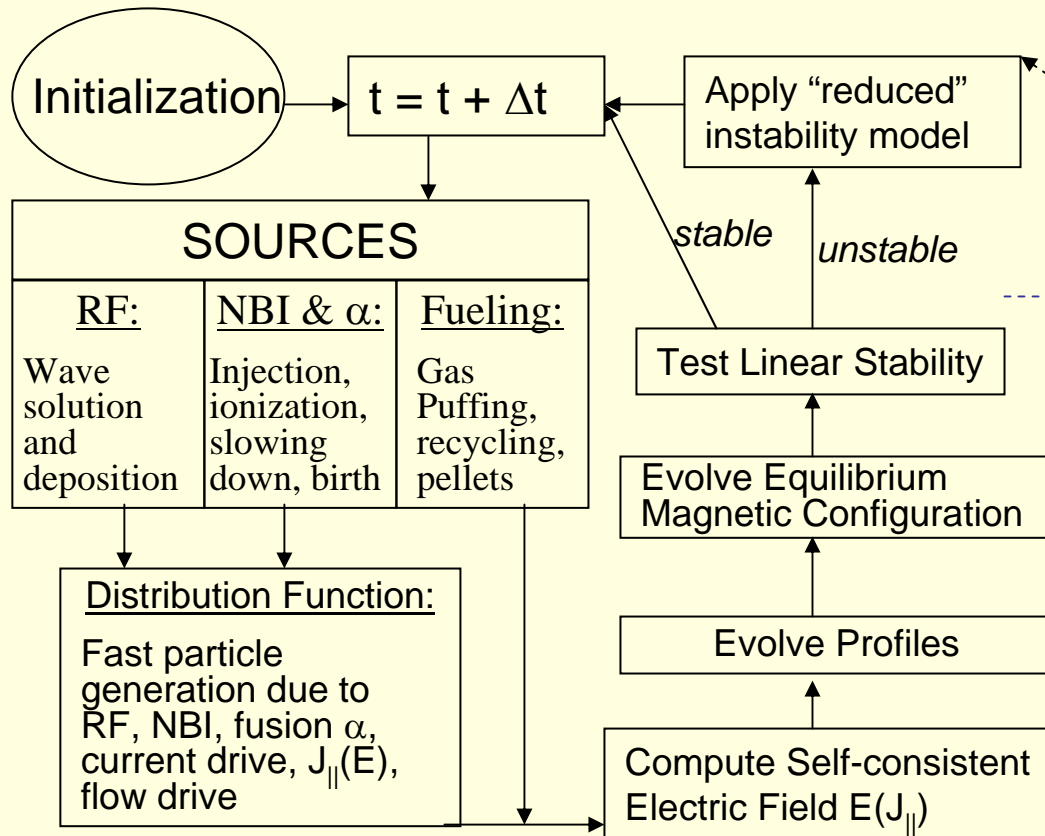 Initialization
t = t + Δt
Apply “reduced”
instability model
SOURCES
RF:
Wave
solution
and
deposition
NBI & α:
Injection,
ionization,
slowing
down, birth
Fueling:
Gas
Puffing,
recycling,
pellets
stable
unstable
Test Linear Stability
Evolve Equilibrium
Magnetic Configuration
Evolve Profiles
Distribution Function:
Fast particle
generation due to
RF, NBI, fusion α,
current drive, J||(E),
flow drive
Compute Self-consistent
Electric Field E(J||)